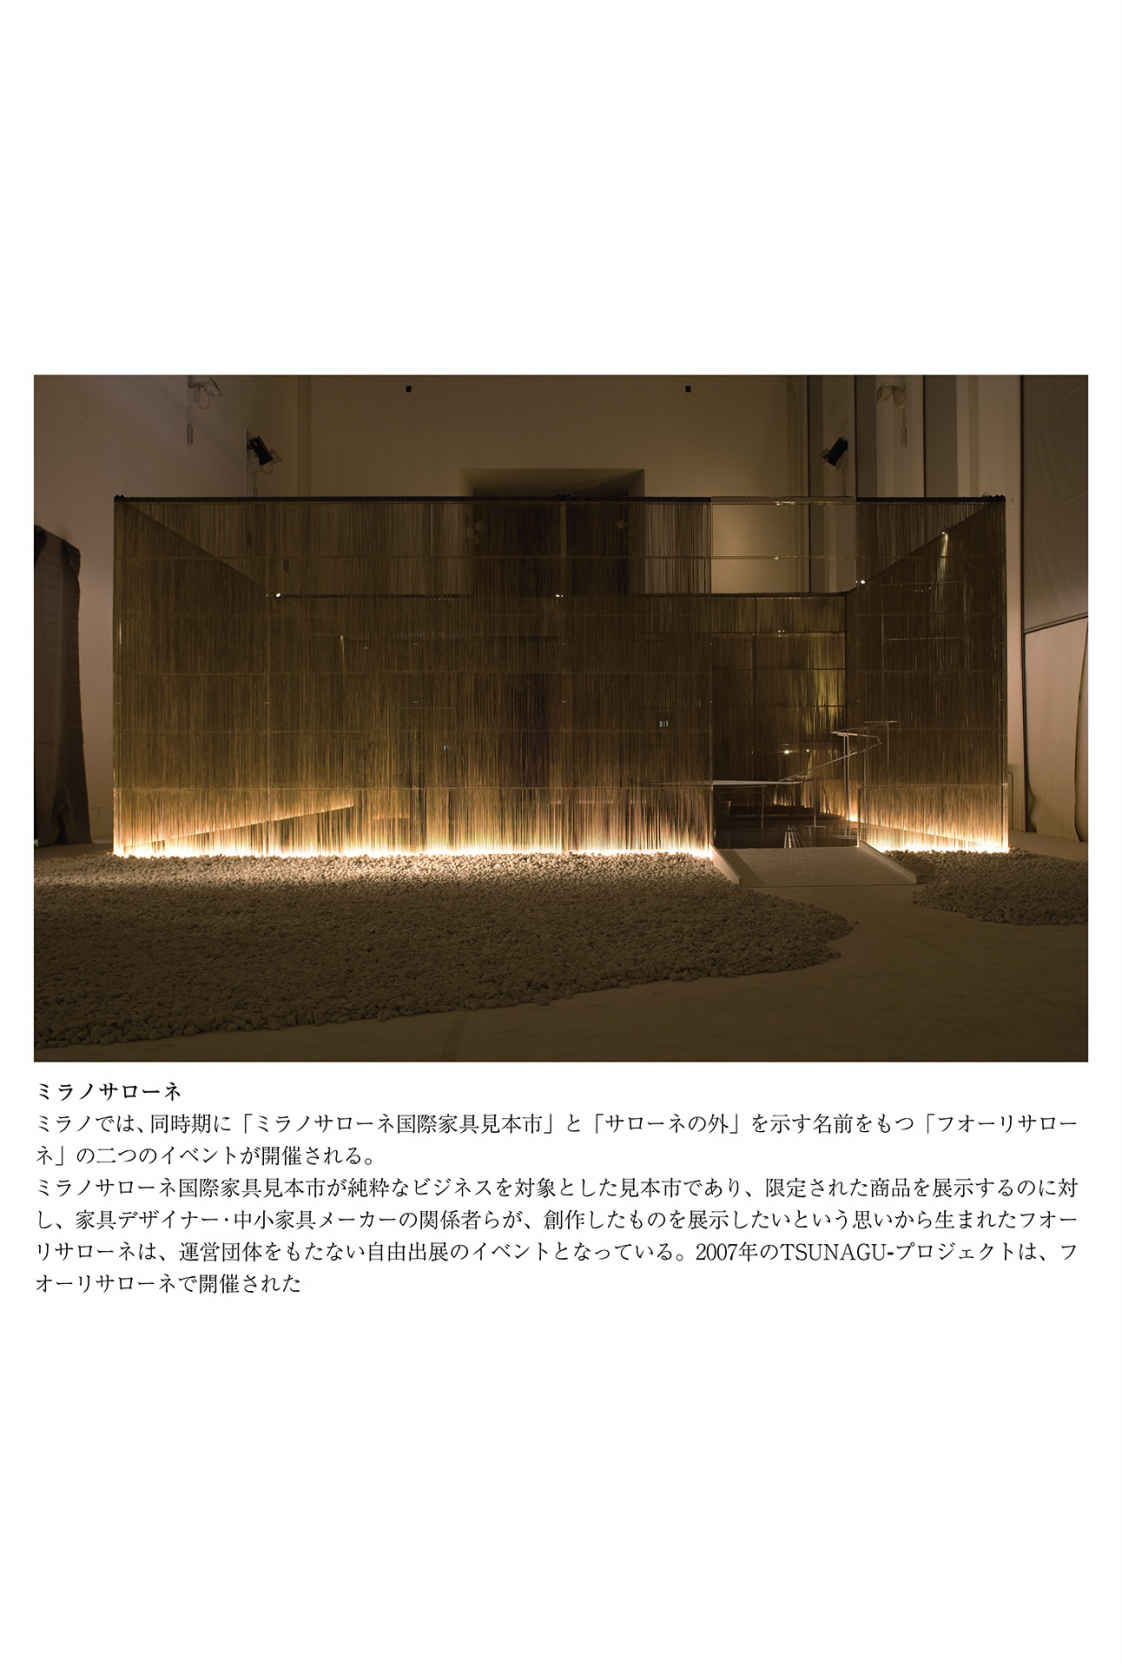 ミラノサローネ
ミラノでは、同時期に「ミラノサローネ国際家具見本市」と「サローネの外」を示す名前をもつ「フオーリサロー
ネ」の二つのイベントが開催される。
ミラノサローネ国際家具見本市が純粋なビジネスを対象とした見本市であり、限定された商品を展示するのに対
し、家具デザイナー・中小家具メーカーの関係者らが、創作したものを展示したいという思いから生まれたフオー
リサローネは、運営団体をもたない自由出展のイベントとなっている。2007年のTSUNAGU-プロジェクトは、フ
オーリサローネで開催された